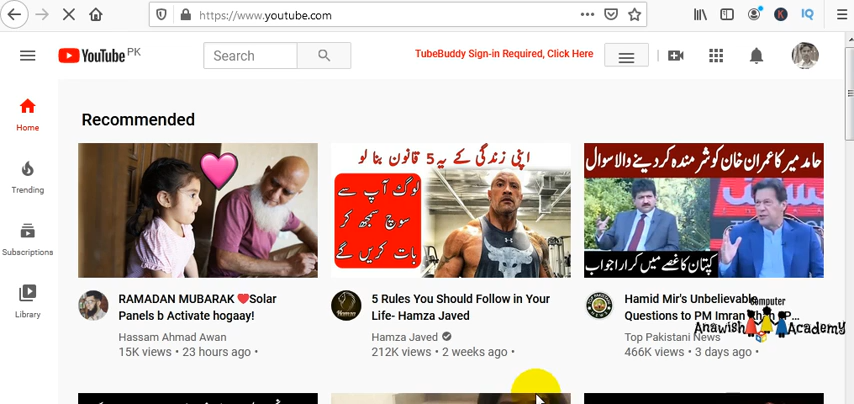 https://www.youtube.com
YouTube PK
Search
TubeBuddy Sign-in Required, Click Here
Home
Trending
Subscriptions
Library
Recommended
اپنی زندگی کے یہ 5 قانون بنا لو
لوگ آپ سے
سوچ سمجھ کر
بات کریں گے
حامد میر کا عمران خان کو شرمندہ کر دینے والا سوال
کپتان کا غصے میں کرارا جواب
RAMADAN MUBARAK ❤️Solar
Panels b Activate hogaay!
Hassam Ahmad Awan
15K views • 23 hours ago •
5 Rules You Should Follow in Your
Life- Hamza Javed
Hamza Javed
212K views • 2 weeks ago •
Hamid Mir's Unbelievable
Questions to PM Imran Khan
Top Pakistani News
466K views • 3 days ago •
Computer
Anawish Academy